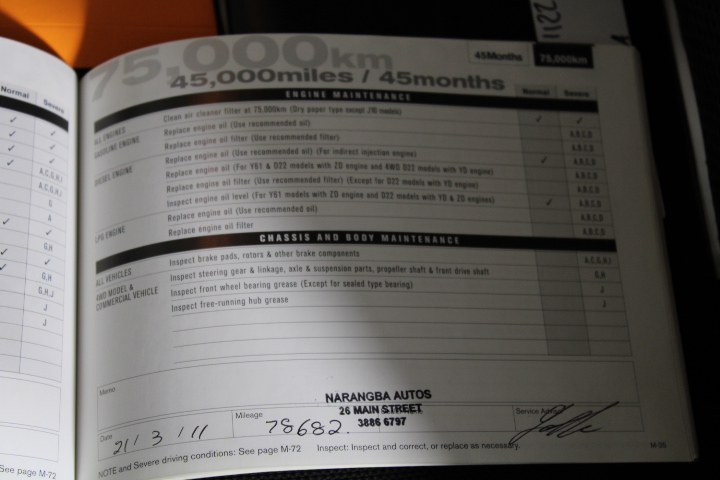 75,000km
45,000miles / 45months
45Months 75,000km
ENGINE MAINTENANCE Normal Severe
ALL ENGINES Clean air cleaner filter at 75,000km (Dry paper type except J10 models) ✓ ✓
GASOLINE ENGINE Replace engine oil (Use recommended oil) A,B,C,D
Replace engine oil filter (Use recommended filter) A,B,C,D
DIESEL ENGINE Replace engine oil (Use recommended oil) (For indirect injection engine) ✓ A,B,C,D
Replace engine oil (For Y61 & D22 models with ZD engine and 4WD D22 models with YD engine) A,B,C,D
Replace engine oil filter (Use recommended filter) (Except for D22 models with YD engine) A,B,C,D
Inspect engine oil level (For Y61 models with ZD engine and D22 models with YD & ZD engines) ✓ A,B,C,D
LPG ENGINE Replace engine oil (Use recommended oil) A,B,C,D
Replace engine oil filter A,B,C,D
CHASSIS AND BODY MAINTENANCE
ALL VEHICLES Inspect brake pads, rotors & other brake components A,C,G,H,I
4WD MODEL & COMMERCIAL VEHICLE Inspect steering gear & linkage, axle & suspension parts, propeller shaft & front drive shaft G,H
Inspect front wheel bearing grease (Except for sealed type bearing) J
Inspect free-running hub grease J
Memo
NARANGBA AUTOS
26 MAIN STREET
3886 6797
Date 21/ 3 / 11
Mileage 78682.
Service
NOTE and Severe driving conditions: See page M-72 Inspect: Inspect and correct, or replace as necessary.
M-35
Normal Severe
✓ ✓
✓ ✓
✓ ✓
✓ ✓
A,C,G,H,I
A,C,G,H,I
G
✓ A
G,H
✓ ✓
✓ G,H
G,H,J
J
J
See page M-72
2211
A